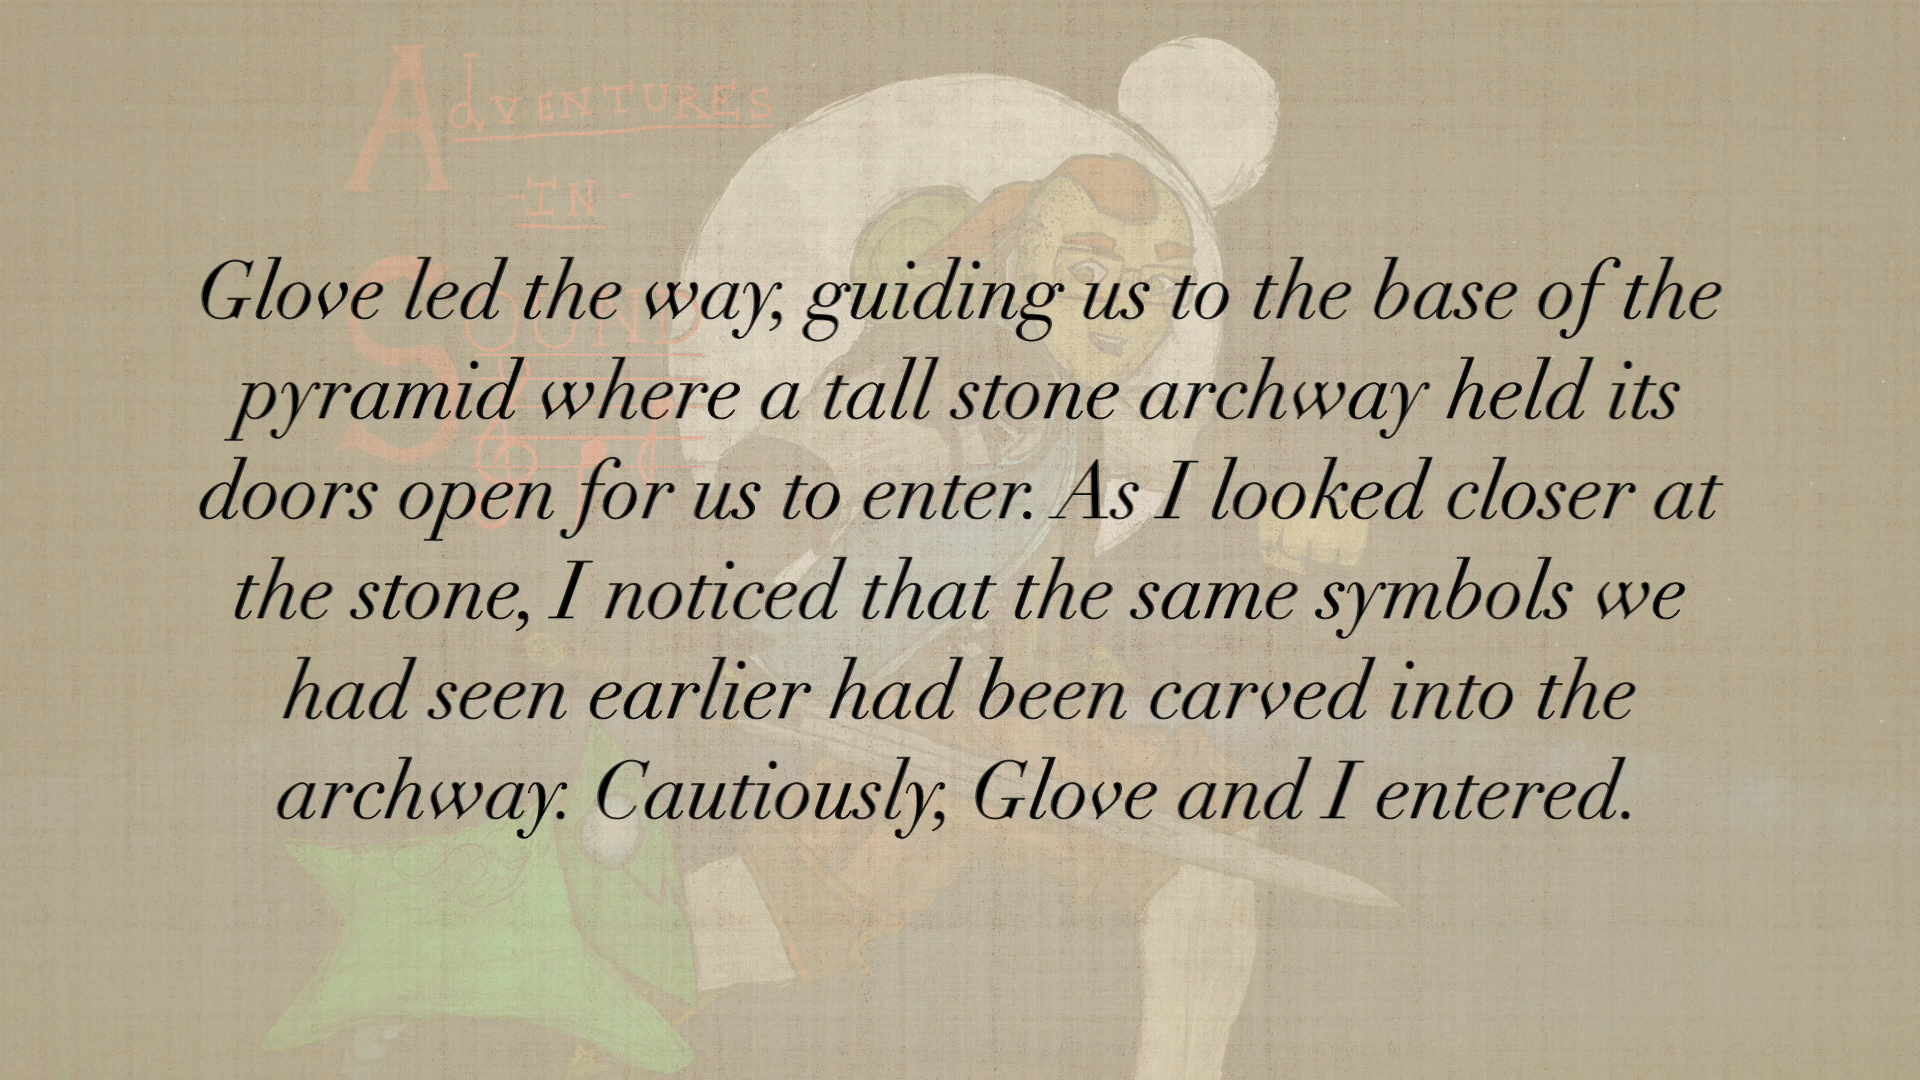 AdVENTURES
-IN-
SOUND
Glove led the way, guiding us to the base of the
pyramid where a tall stone archway held its
doors open for us to enter. As I looked closer at
the stone, I noticed that the same symbols we
had seen earlier had been carved into the
archway. Cautiously, Glove and I entered.